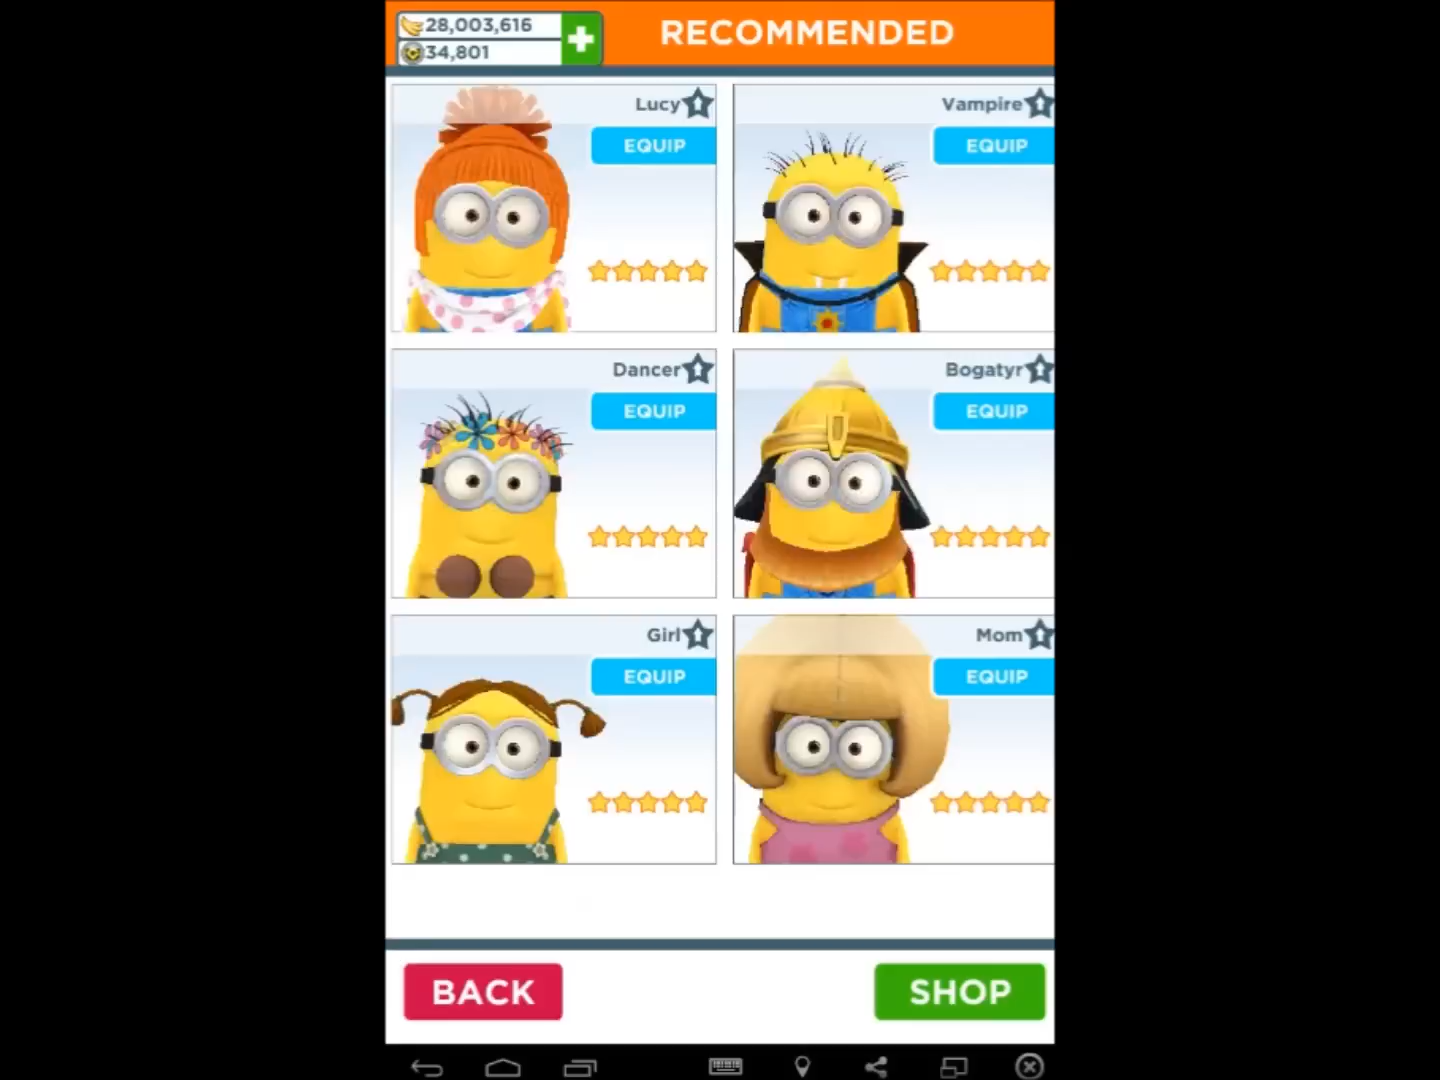 28,003,616
34,801
RECOMMENDED
Lucy
EQUIP
Vampire
EQUIP
Dancer
EQUIP
Bogatyr
EQUIP
Girl
EQUIP
Mom
EQUIP
BACK
SHOP